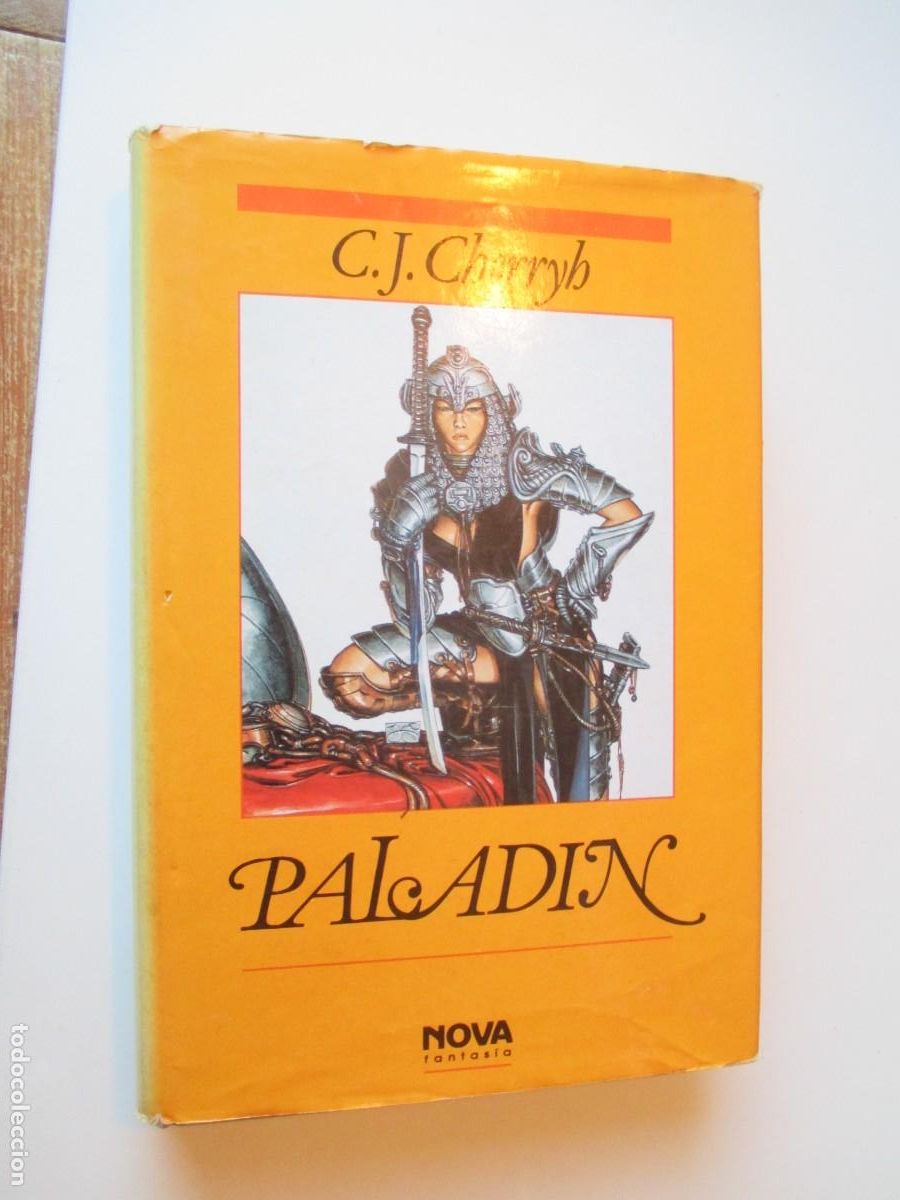 C.J. Cherryh
PALADIN
NOVA
fantasía
todocoleccion